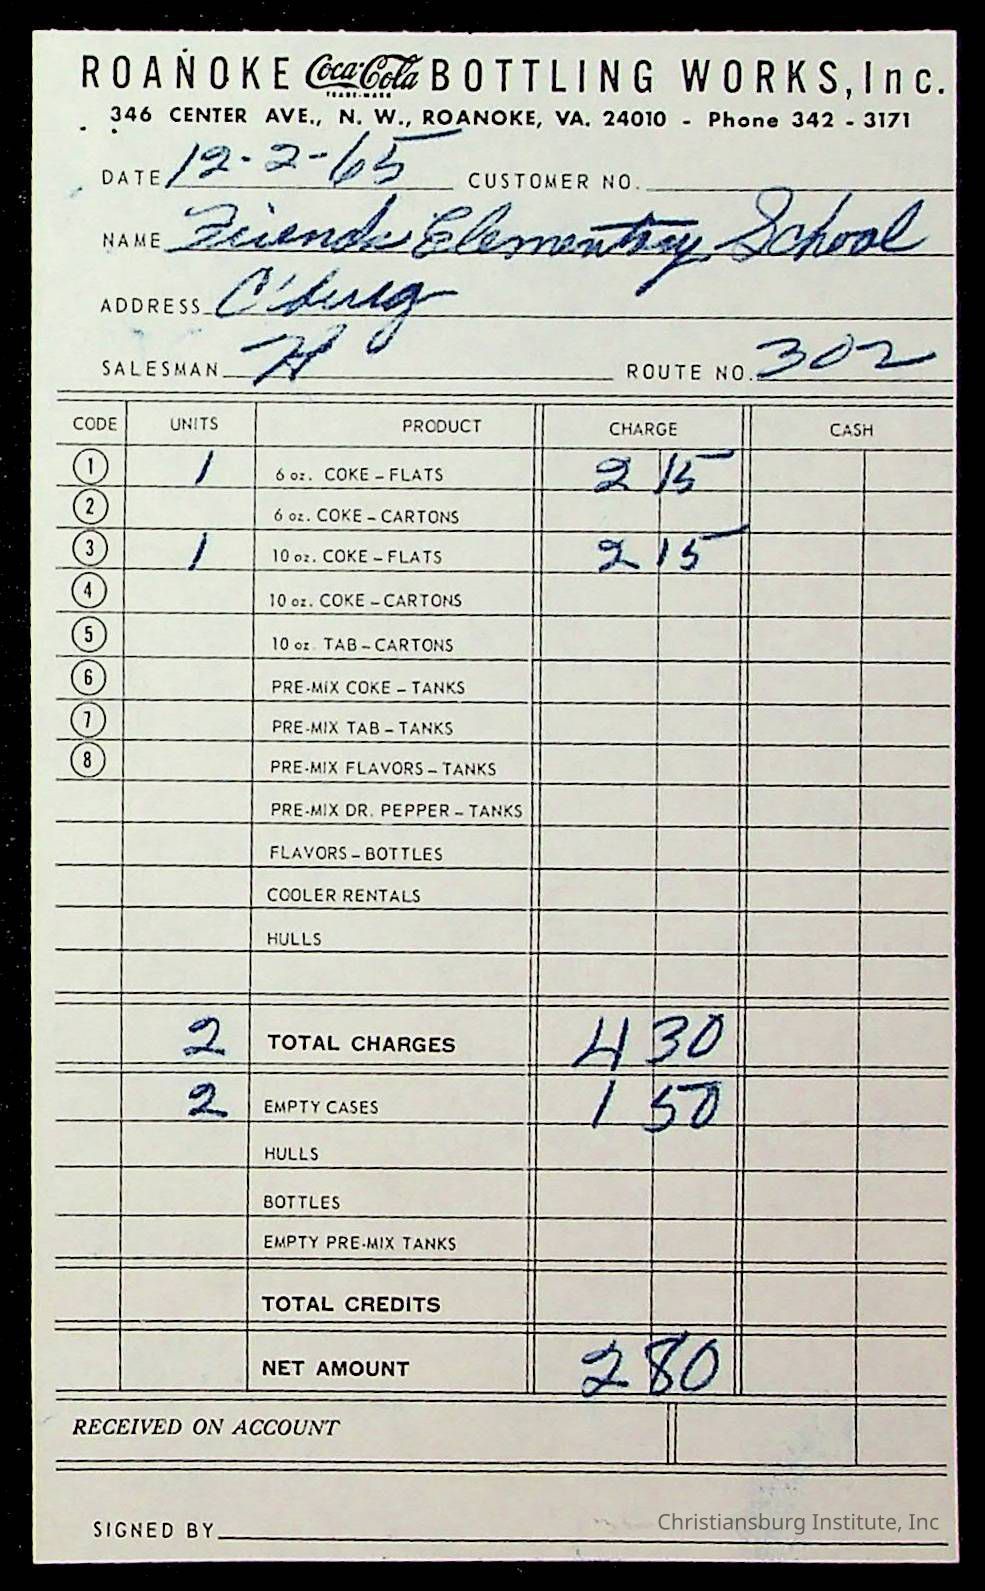 ROANOKE Coca-Cola BOTTLING WORKS, Inc.
TRADE-MARK
346 CENTER AVE., N. W., ROANOKE, VA. 24010 - Phone 342 - 3171
DATE 12-2-65 CUSTOMER NO.
NAME Friends Elementary School
ADDRESS C'burg
SALESMAN H ROUTE NO. 302
CODE UNITS PRODUCT CHARGE CASH
1 1 6 oz. COKE - FLATS 2 15
2 6 oz. COKE - CARTONS
3 1 10 oz. COKE - FLATS 2 15
4 10 oz. COKE - CARTONS
5 10 oz TAB - CARTONS
6 PRE-MIX COKE - TANKS
7 PRE-MIX TAB - TANKS
8 PRE-MIX FLAVORS - TANKS
PRE-MIX DR. PEPPER - TANKS
FLAVORS - BOTTLES
COOLER RENTALS
HULLS
2 TOTAL CHARGES 4 30
2 EMPTY CASES 1 50
HULLS
BOTTLES
EMPTY PRE-MIX TANKS
TOTAL CREDITS
NET AMOUNT 2 80
RECEIVED ON ACCOUNT
SIGNED BY
Christiansburg Institute, Inc